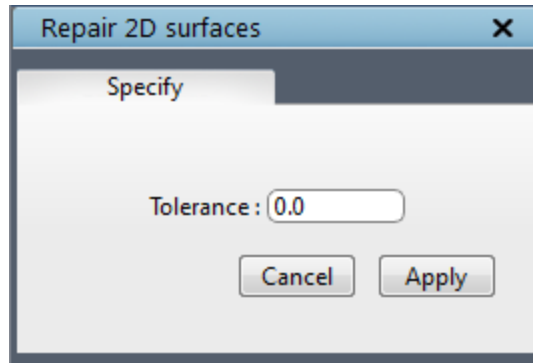 Repair 2D surfaces
Specify
Tolerance : 0.0
Cancel Apply